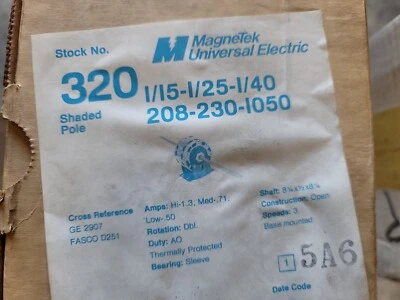 Stock No.
M MagneTek
Universal Electric
320 1/15-1/25-1/40
Shaded
Pole
208-230-1050
Cross Reference
GE 2907
FASCO D251
Amps: Hi-1.3, Med-.71,
Low-.50
Rotation: Dbl.
Duty: AO
Thermally Protected
Bearing: Sleeve
Shaft:
Construction: Open
Speeds: 3
Base mounted
1 5A6
Date Code